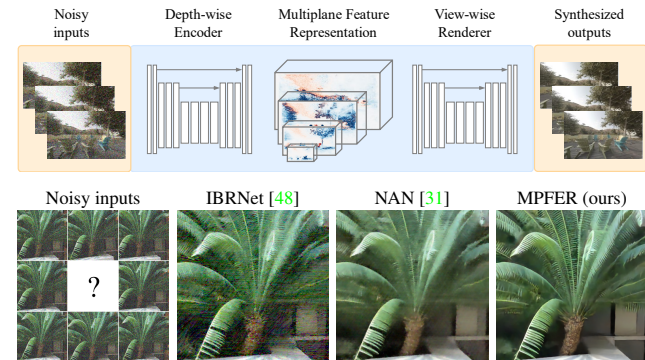 Noisy
inputs
Depth-wise
Encoder
Multiplane Feature
Representation
View-wise
Renderer
Synthesized
outputs
Noisy inputs
IBRNet [48]
NAN [31]
MPFER (ours)
?